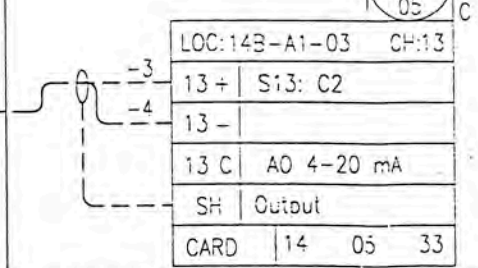 05 C
LOC:14B-A1-03 CH:13
-3 13+ S13: C2
-4 13-
13 C AO 4-20 mA
SH Output
CARD 14 05 33